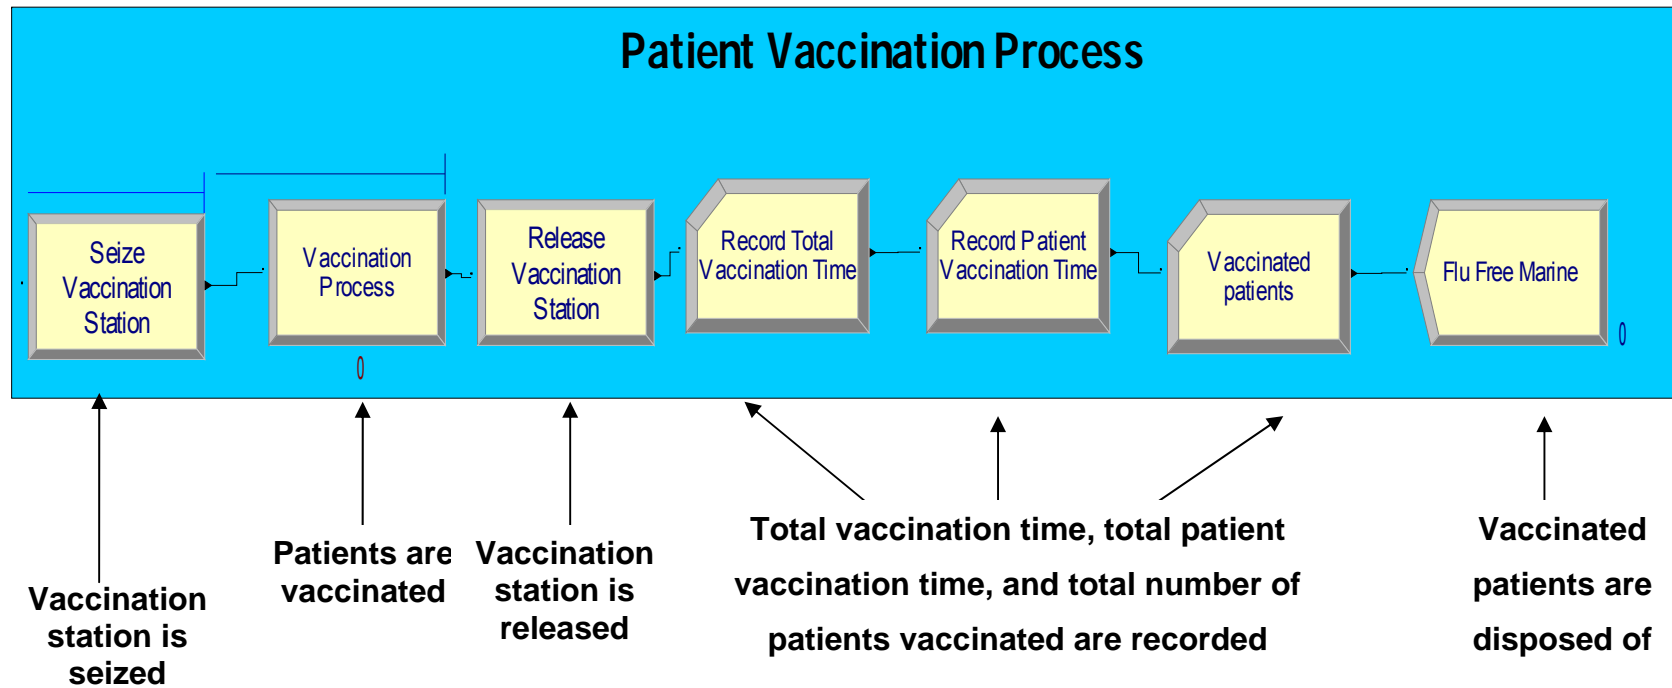 Patient Vaccination Process
Seize
Vaccination
Station
Vaccination
Process
0
Release
Vaccination
Station
Record Total
Vaccination Time
Record Patient
Vaccination Time
Vaccinated
patients
Flu Free Marine
0
Vaccination
station is
seized
Patients are
vaccinated
Vaccination
station is
released
Total vaccination time, total patient
vaccination time, and total number of
patients vaccinated are recorded
Vaccinated
patients are
disposed of